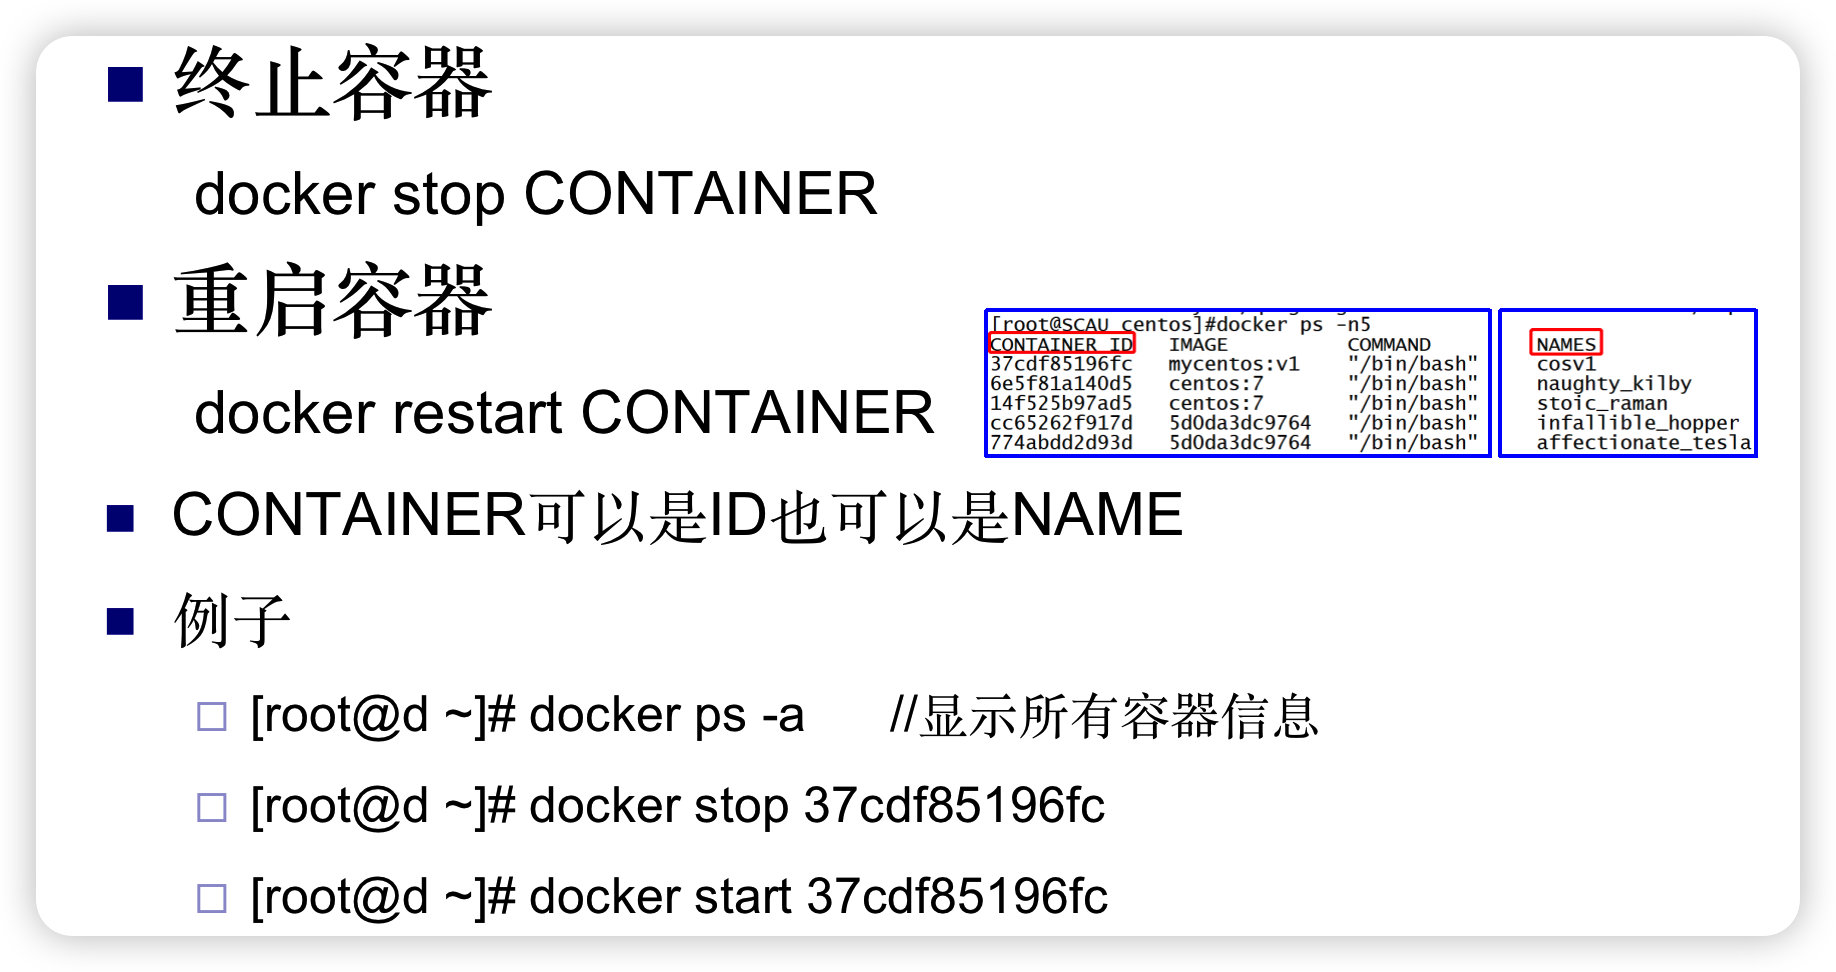 终止容器
docker stop CONTAINER
重启容器
docker restart CONTAINER
[root@SCAU centos]#docker ps -n5
CONTAINER ID IMAGE COMMAND NAMES
37cdf85196fc mycentos:v1 "/bin/bash" cosv1
6e5f81a140d5 centos:7 "/bin/bash" naughty_kilby
14f525b97ad5 centos:7 "/bin/bash" stoic_raman
cc65262f917d 5d0da3dc9764 "/bin/bash" infallible_hopper
774abdd2d93d 5d0da3dc9764 "/bin/bash" affectionate_tesla
CONTAINER可以是ID也可以是NAME
例子
[root@d ~]# docker ps -a //显示所有容器信息
[root@d ~]# docker stop 37cdf85196fc
[root@d ~]# docker start 37cdf85196fc